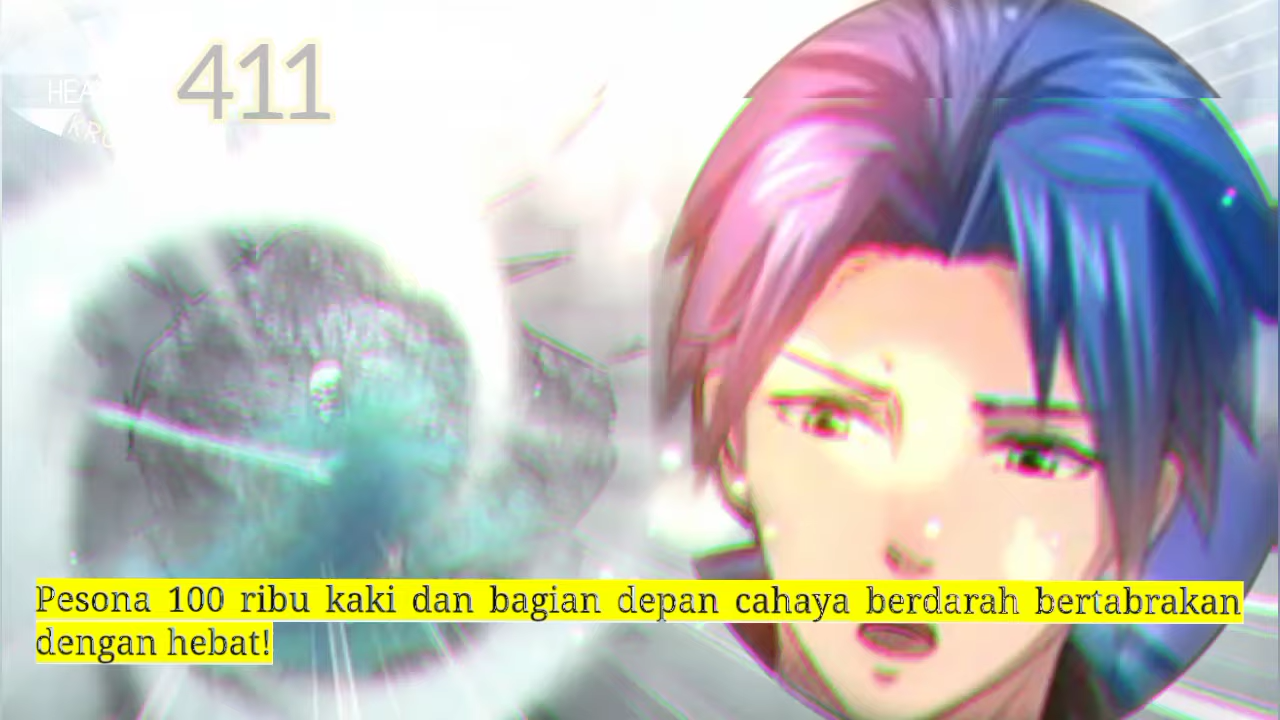 411
Pesona 100 ribu kaki dan bagian depan cahaya berdarah bertabrakan
dengan hebat!